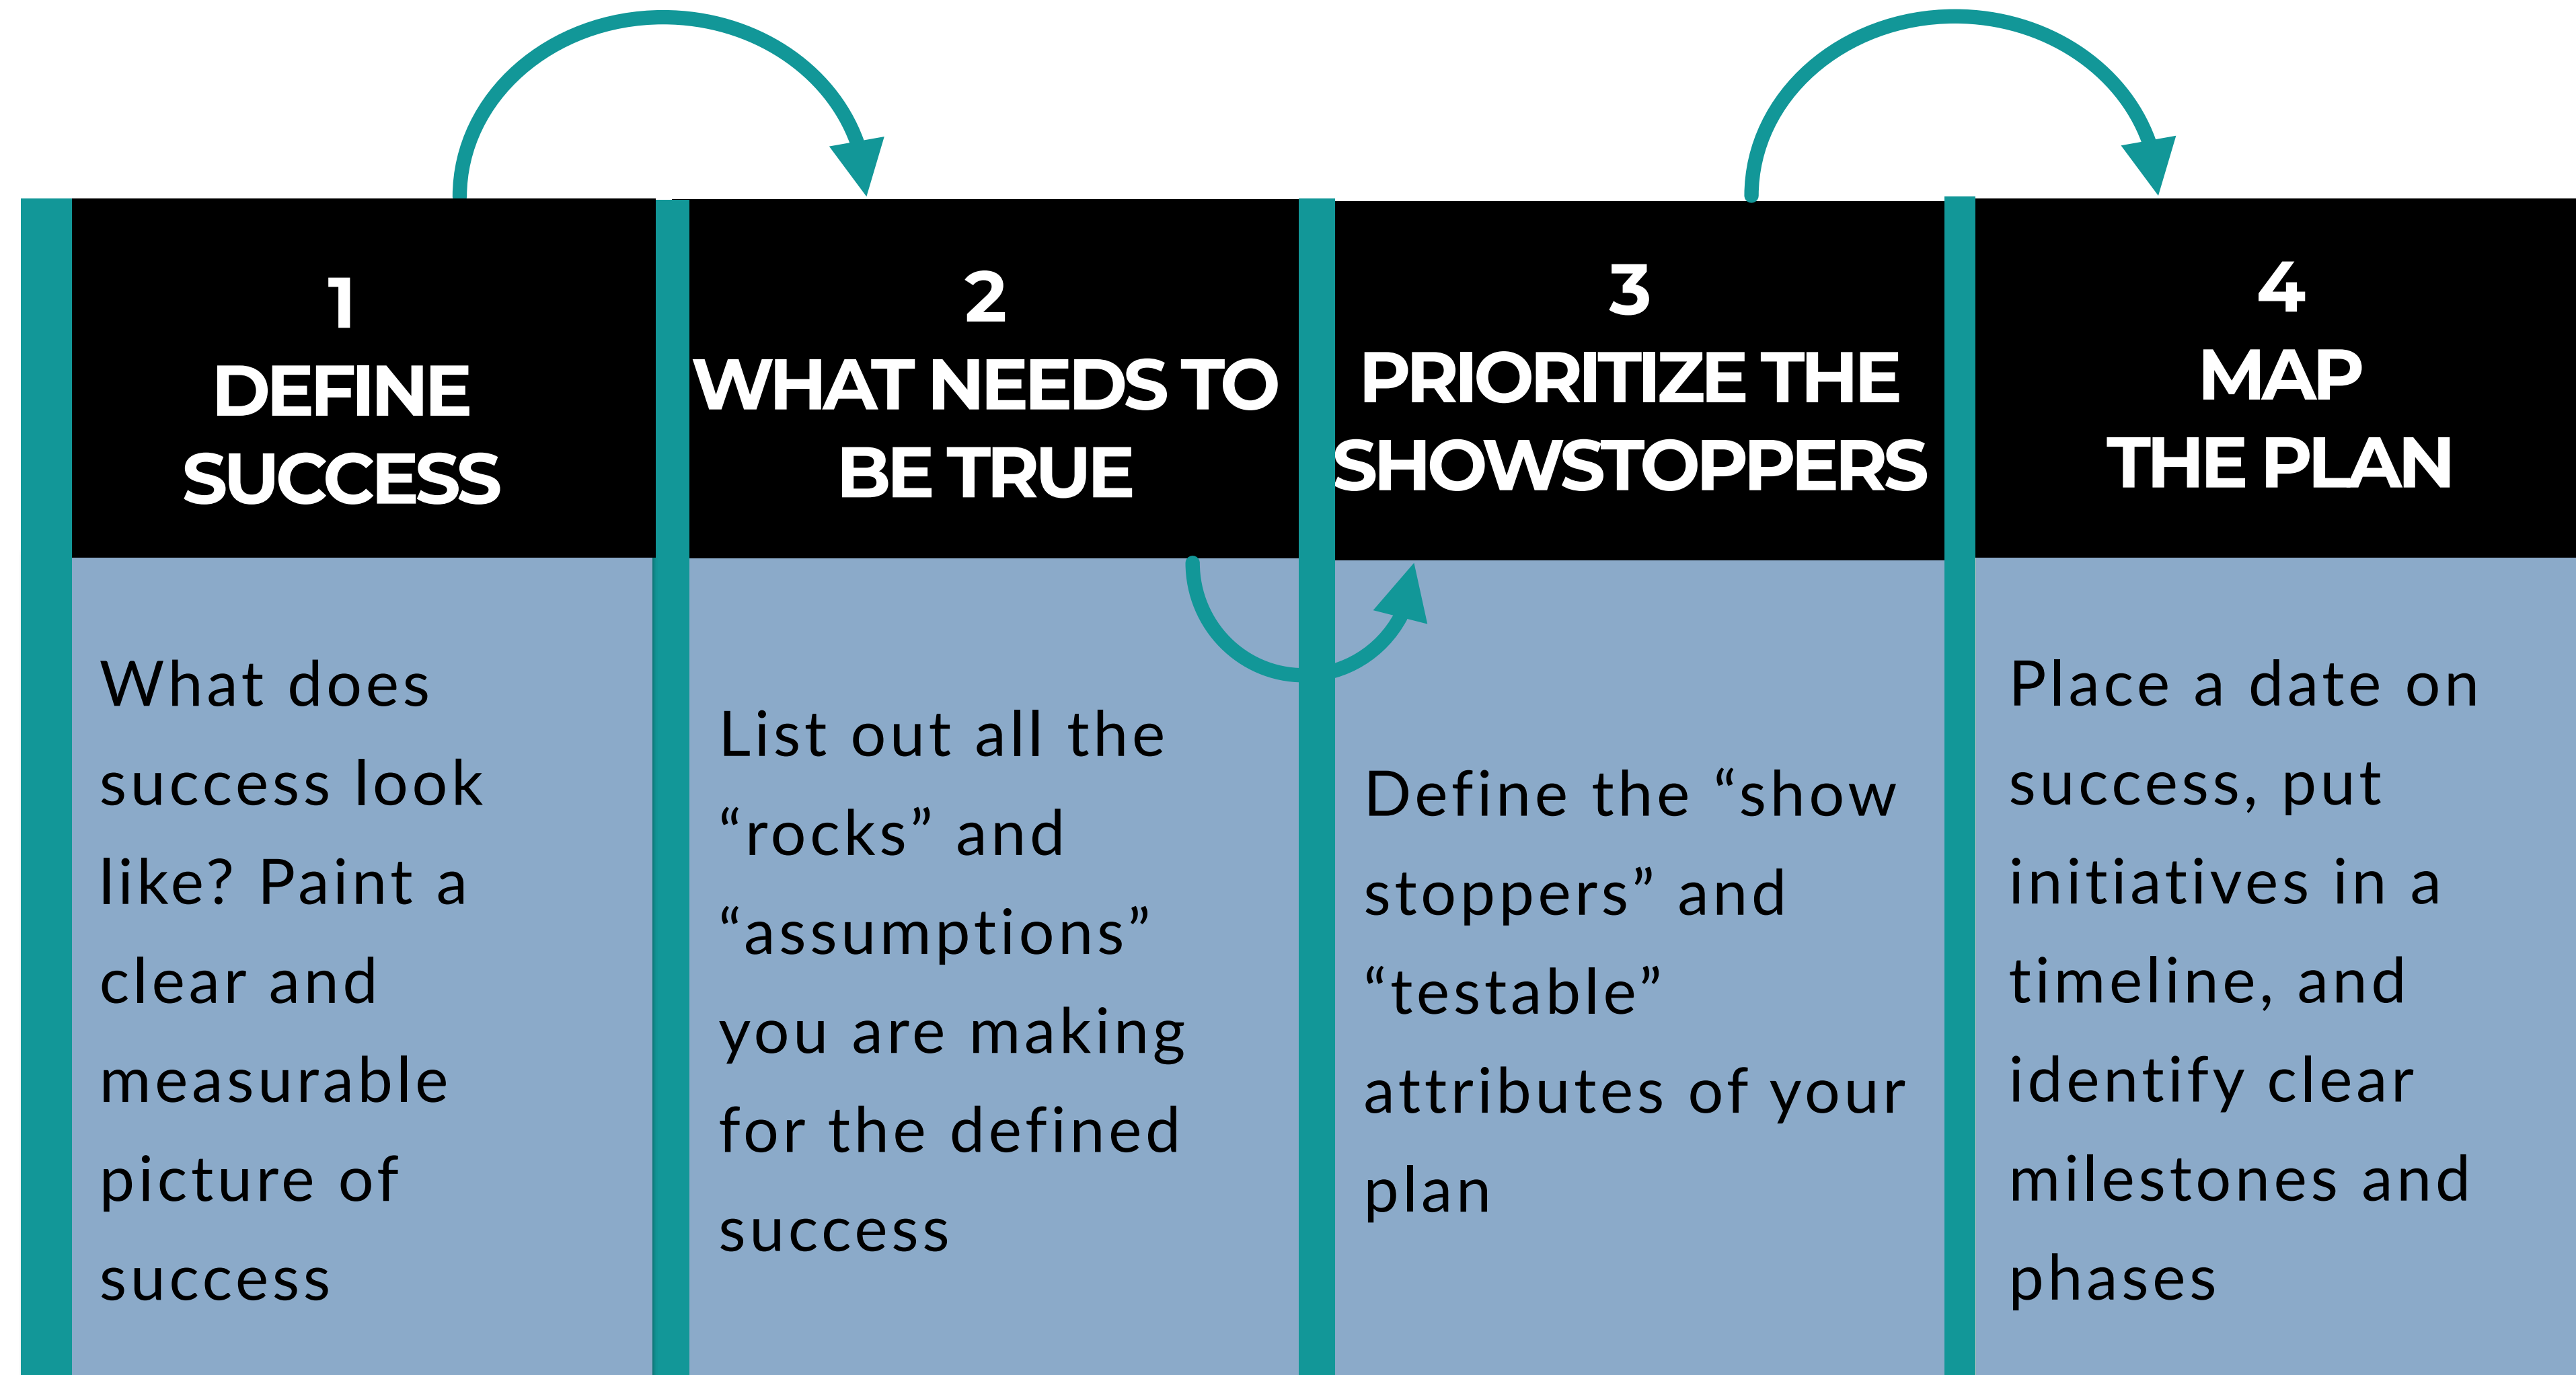 1
DEFINE
SUCCESS
What does
success look
like? Paint a
clear and
measurable
picture of
success
2
WHAT NEEDS TO
BE TRUE
List out all the
“rocks” and
“assumptions”
you are making
for the defined
success
3
PRIORITIZE THE
SHOWSTOPPERS
Define the “show
stoppers” and
“testable”
attributes of your
plan
4
MAP
THE PLAN
Place a date on
success, put
initiatives in a
timeline, and
identify clear
milestones and
phases